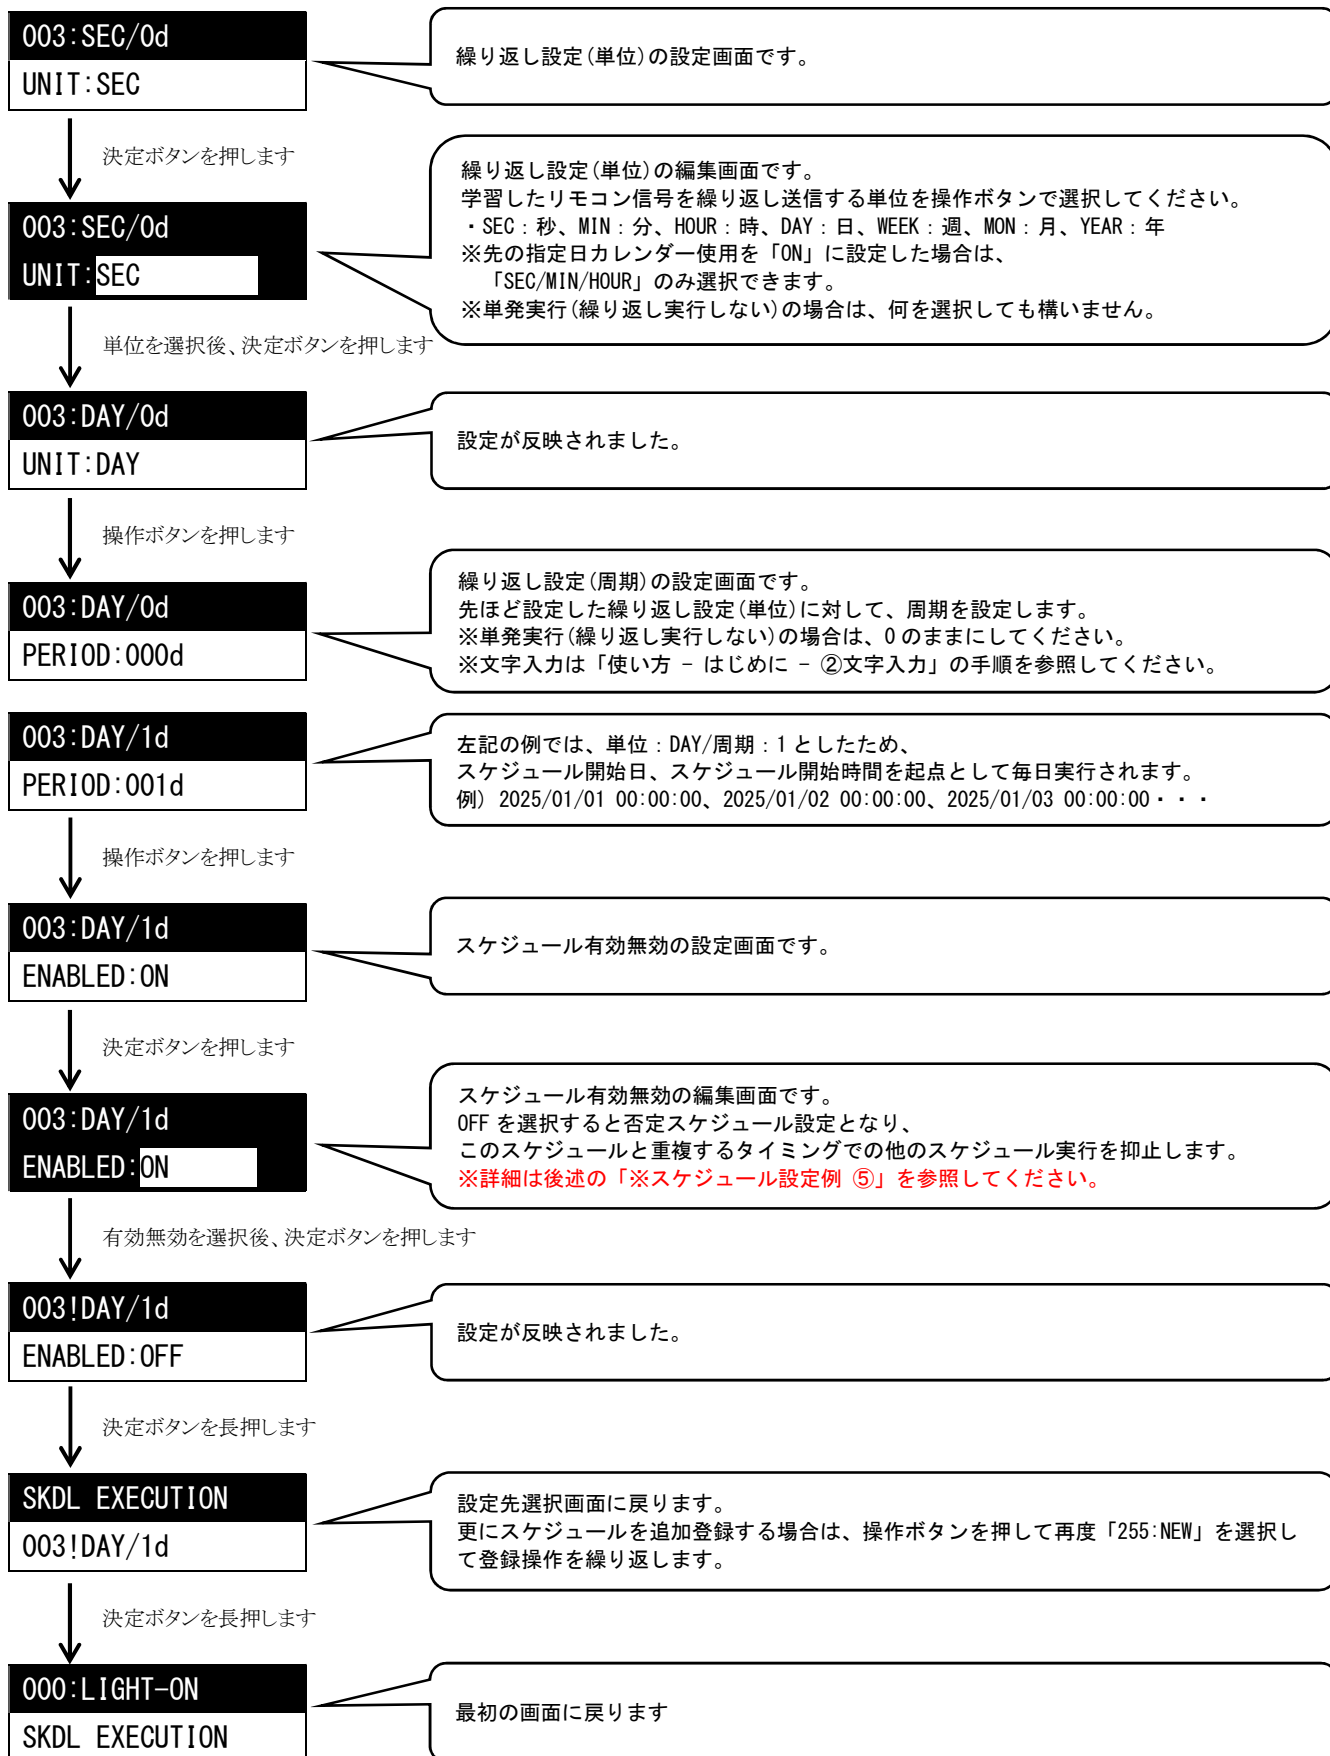 003:SEC/0d
UNIT:SEC
繰り返し設定(単位)の設定画面です。
決定ボタンを押します
003:SEC/0d
UNIT:SEC
繰り返し設定(単位)の編集画面です。
学習したリモコン信号を繰り返し送信する単位を操作ボタンで選択してください。
・SEC：秒、MIN：分、HOUR：時、DAY：日、WEEK：週、MON：月、YEAR：年
※先の指定日カレンダー使用を「ON」に設定した場合は、
「SEC/MIN/HOUR」のみ選択できます。
※単発実行(繰り返し実行しない)の場合は、何を選択しても構いません。
単位を選択後、決定ボタンを押します
003:DAY/0d
UNIT:DAY
設定が反映されました。
操作ボタンを押します
003:DAY/0d
PERIOD:000d
繰り返し設定(周期)の設定画面です。
先ほど設定した繰り返し設定(単位)に対して、周期を設定します。
※単発実行(繰り返し実行しない)の場合は、0 のままにしてください。
※文字入力は「使い方 － はじめに － ②文字入力」の手順を参照してください。
003:DAY/1d
PERIOD:001d
左記の例では、単位：DAY/周期：1 としたため、
スケジュール開始日、スケジュール開始時間を起点として毎日実行されます。
例) 2025/01/01 00:00:00、2025/01/02 00:00:00、2025/01/03 00:00:00・・・
操作ボタンを押します
003:DAY/1d
ENABLED:ON
スケジュール有効無効の設定画面です。
決定ボタンを押します
003:DAY/1d
ENABLED:ON
スケジュール有効無効の編集画面です。
OFF を選択すると否定スケジュール設定となり、
このスケジュールと重複するタイミングでの他のスケジュール実行を抑止します。
※詳細は後述の「※スケジュール設定例 ⑤」を参照してください。
有効無効を選択後、決定ボタンを押します
003!DAY/1d
ENABLED:OFF
設定が反映されました。
決定ボタンを長押します
SKDL EXECUTION
003!DAY/1d
設定先選択画面に戻ります。
更にスケジュールを追加登録する場合は、操作ボタンを押して再度「255:NEW」を選択し
て登録操作を繰り返します。
決定ボタンを長押します
000:LIGHT-ON
SKDL EXECUTION
最初の画面に戻ります